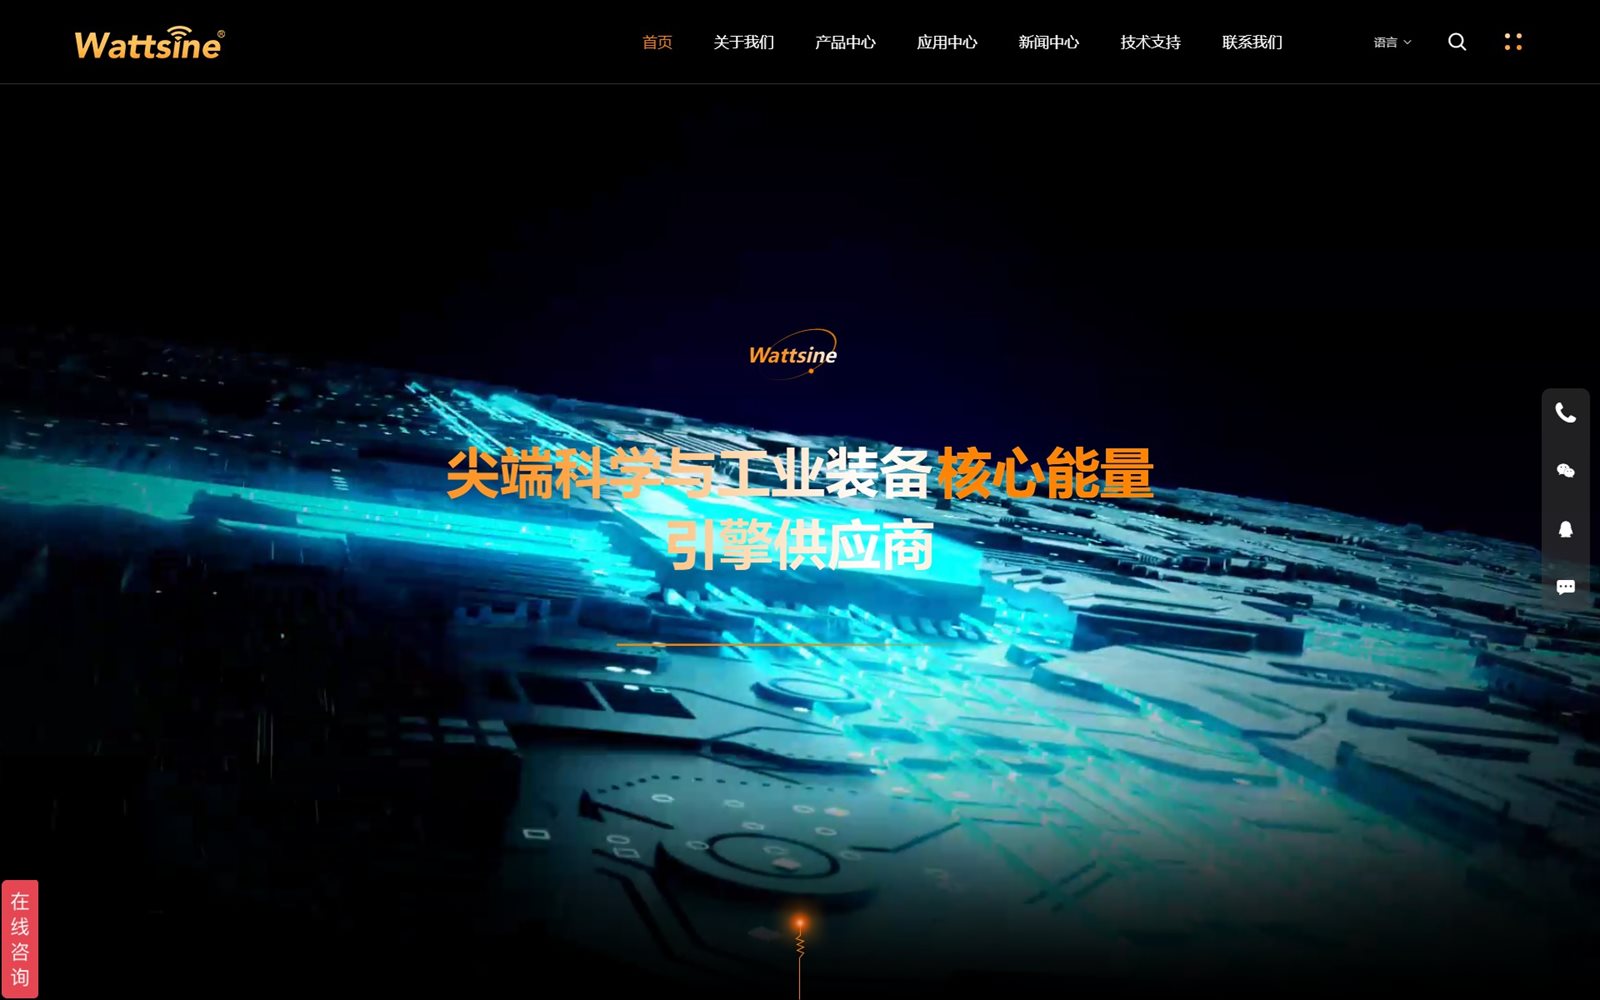 Wattsine®
首页
关于我们
产品中心
应用中心
新闻中心
技术支持
联系我们
语言
Wattsine
尖端科学与工业装备核心能量
引擎供应商
在线咨询